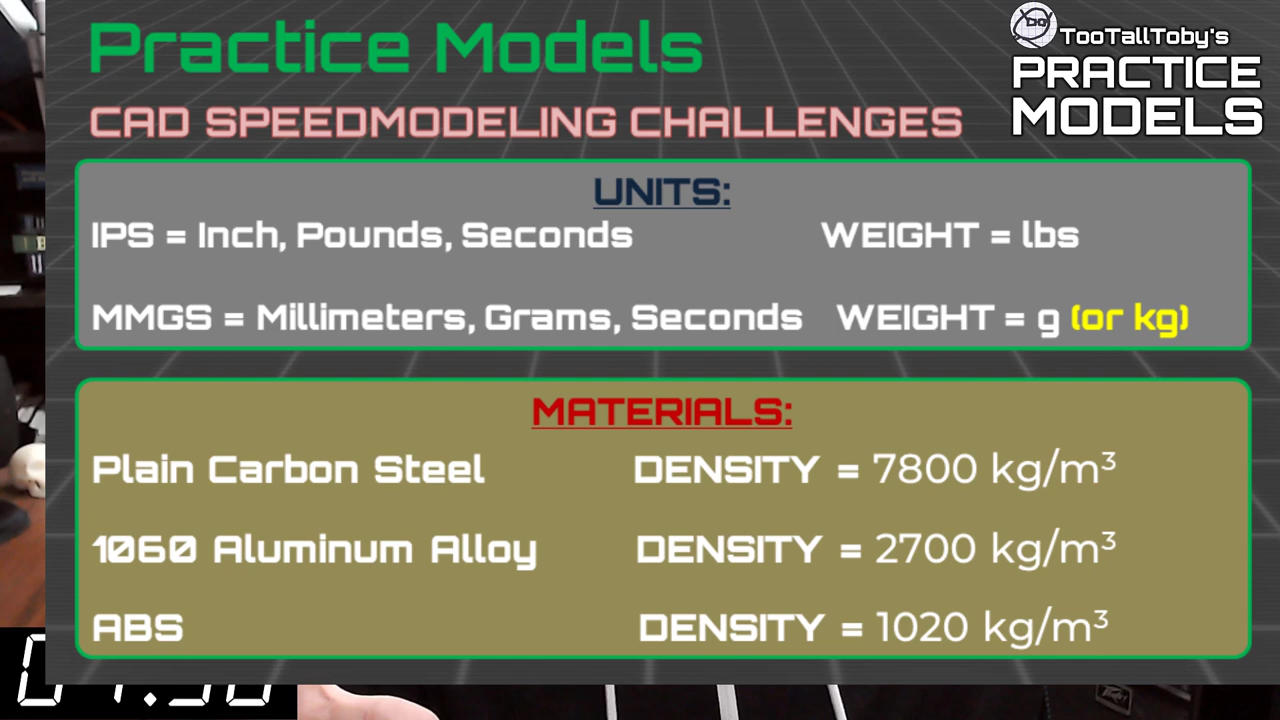 Practice Models
CAD SPEEDMODELING CHALLENGES
TooTallToby's
PRACTICE
MODELS
UNITS:
IPS = Inch, Pounds, Seconds WEIGHT = lbs
MMGS = Millimeters, Grams, Seconds WEIGHT = g (or kg)
MATERIALS:
Plain Carbon Steel DENSITY = 7800 kg/m³
1060 Aluminum Alloy DENSITY = 2700 kg/m³
ABS DENSITY = 1020 kg/m³